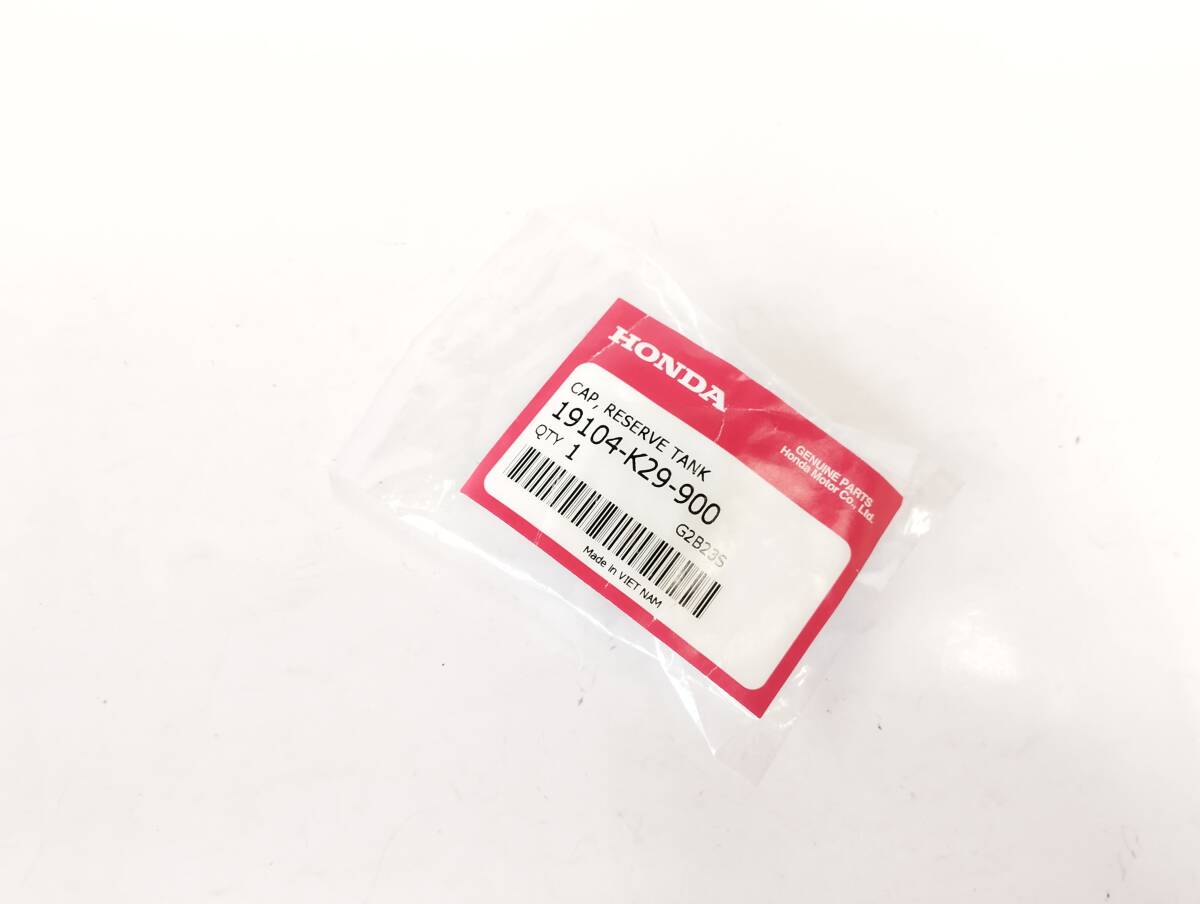 HONDA
GENUINE PARTS
Honda Motor Co., Ltd.
CAP, RESERVE TANK
19104-K29-900
QTY 1
G2B23S
Made in VIET NAM